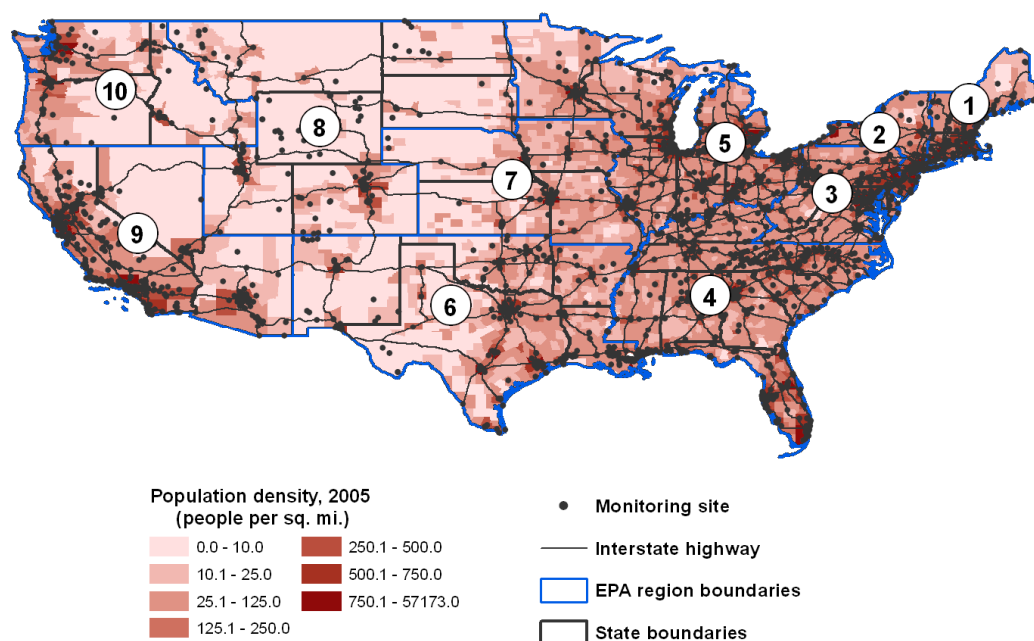 1
10
2
8
5
7
3
9
4
6
Population density, 2005
(people per sq. mi.)
0.0 - 10.0
10.1 - 25.0
25.1 - 125.0
125.1 - 250.0
250.1 - 500.0
500.1 - 750.0
750.1 - 57173.0
Monitoring site
Interstate highway
EPA region boundaries
State boundaries